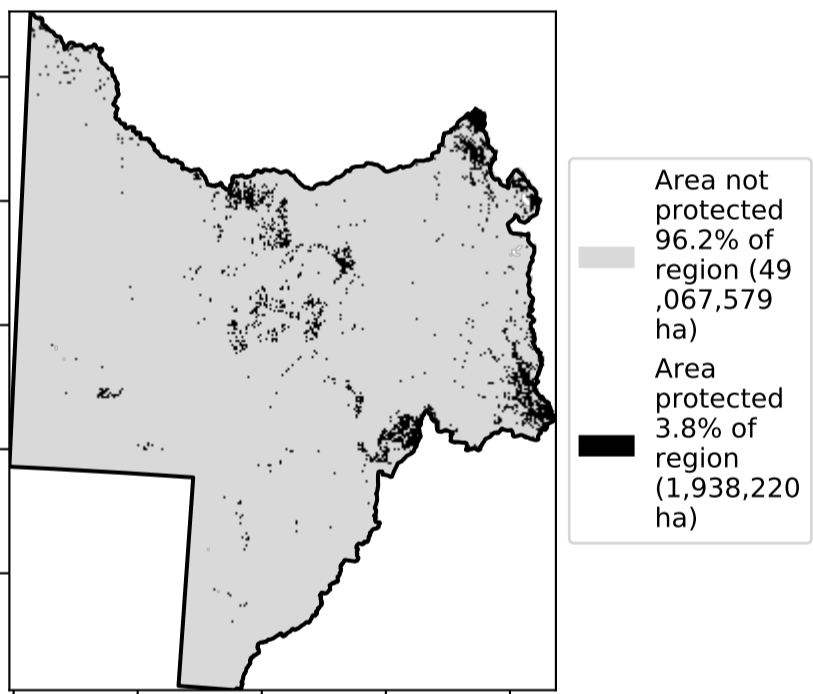 Area not
protected
96.2% of
region (49
,067,579
ha)
Area
protected
3.8% of
region
(1,938,220
ha)